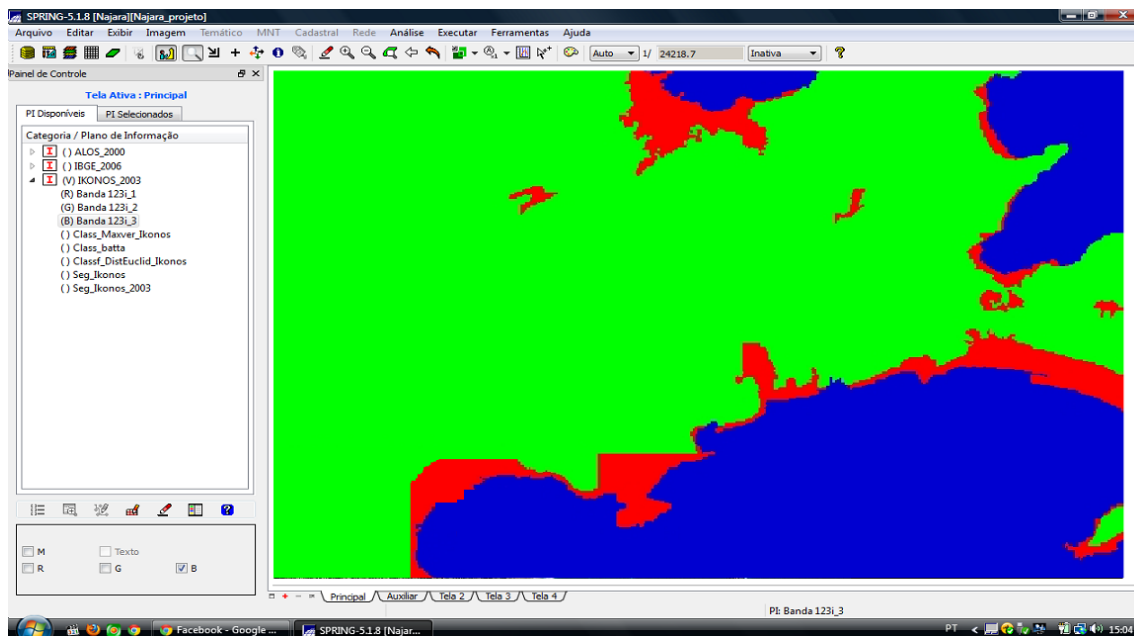 SPRING-5.1.8 [Najara][Najara_projeto]
Arquivo Editar Exibir Imagem Temático MNT Cadastral Rede Análise Executar Ferramentas Ajuda
Auto 1/ 24218.7 Inativa
Painel de Controle
Tela Ativa : Principal
PI Disponíveis PI Selecionados
Categoria / Plano de Informação
( ) ALOS_2000
( ) IBGE_2006
(V) IKONOS_2003
(R) Banda 123i_1
(G) Banda 123i_2
(B) Banda 123i_3
( ) Class_Maxver_Ikonos
( ) Class_batta
( ) Classf_DistEuclid_Ikonos
( ) Seg_Ikonos
( ) Seg_Ikonos_2003
M Texto
R G B
Principal Auxiliar Tela 2 Tela 3 Tela 4
PI: Banda 123i_3
Facebook - Google ... SPRING-5.1.8 [Najar... PT 15:04